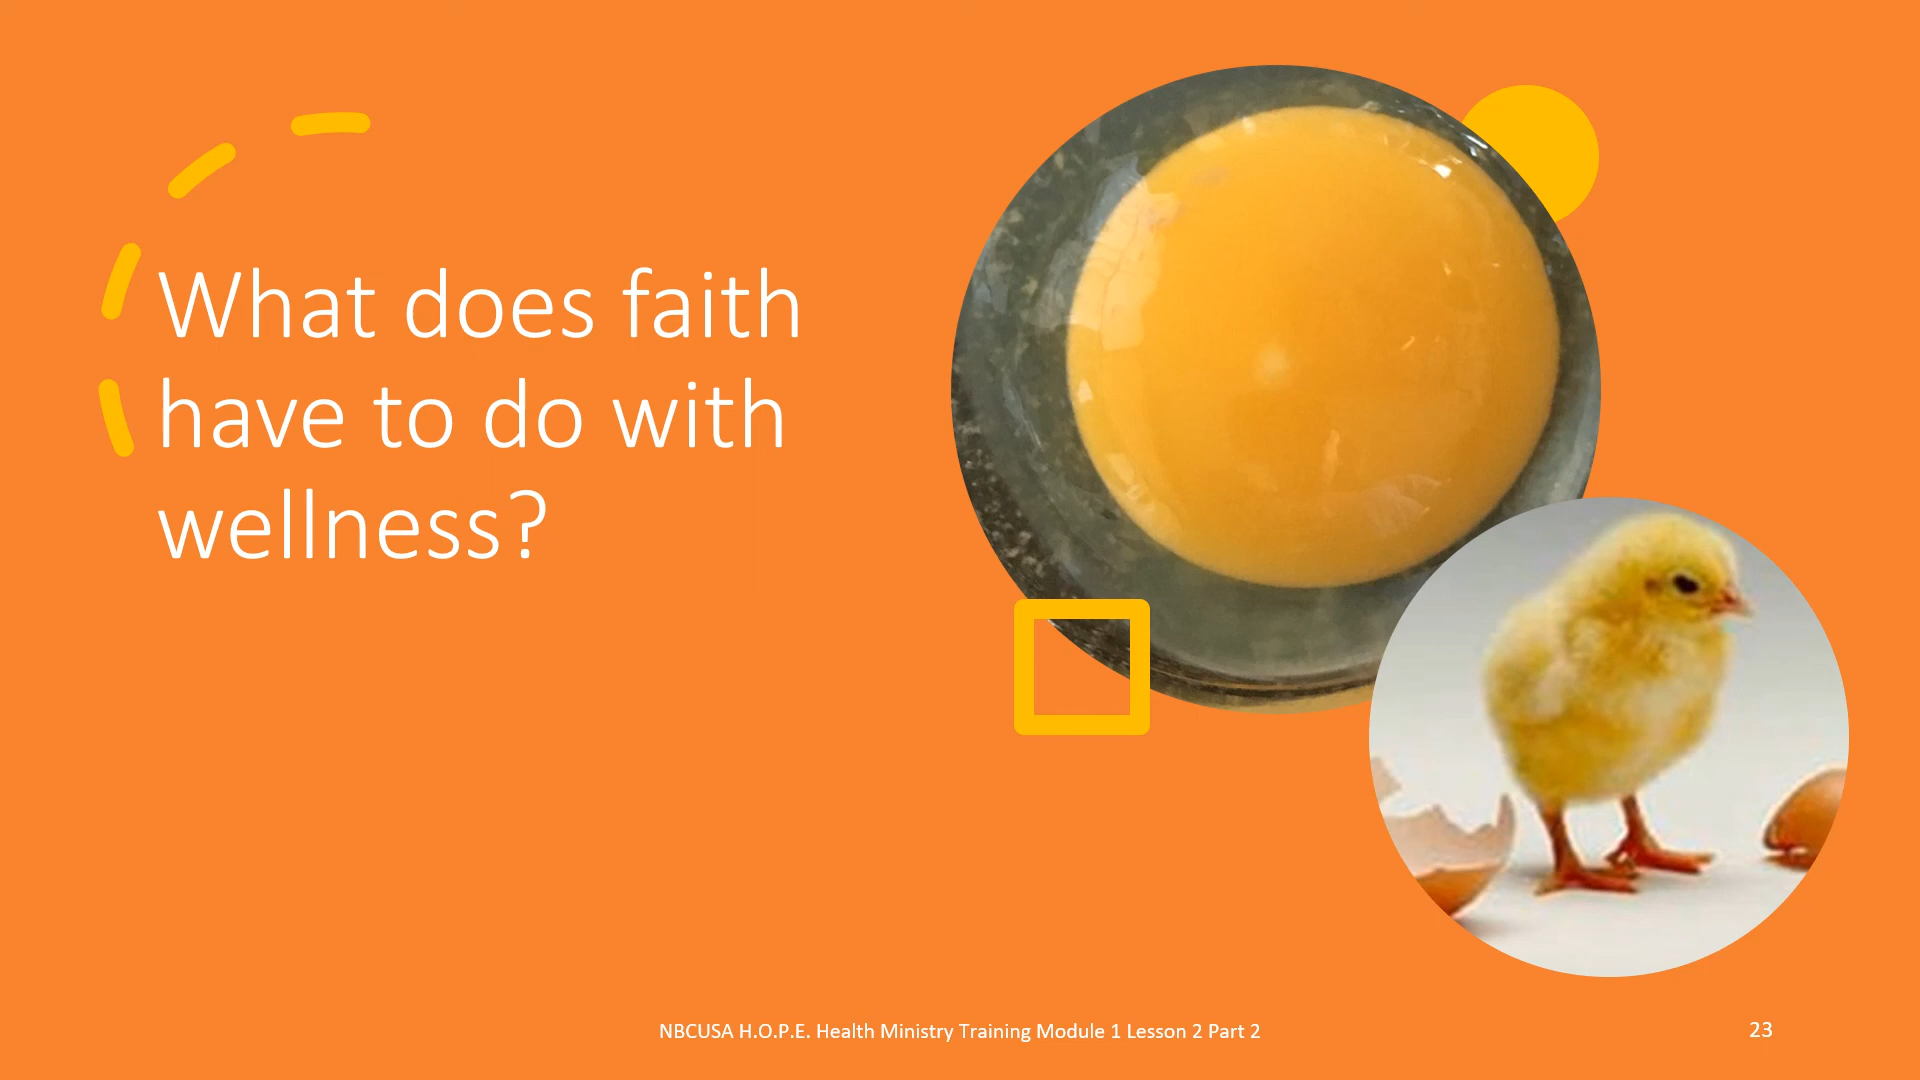 What does faith
have to do with
wellness?
NBCUSA H.O.P.E. Health Ministry Training Module 1 Lesson 2 Part 2
23